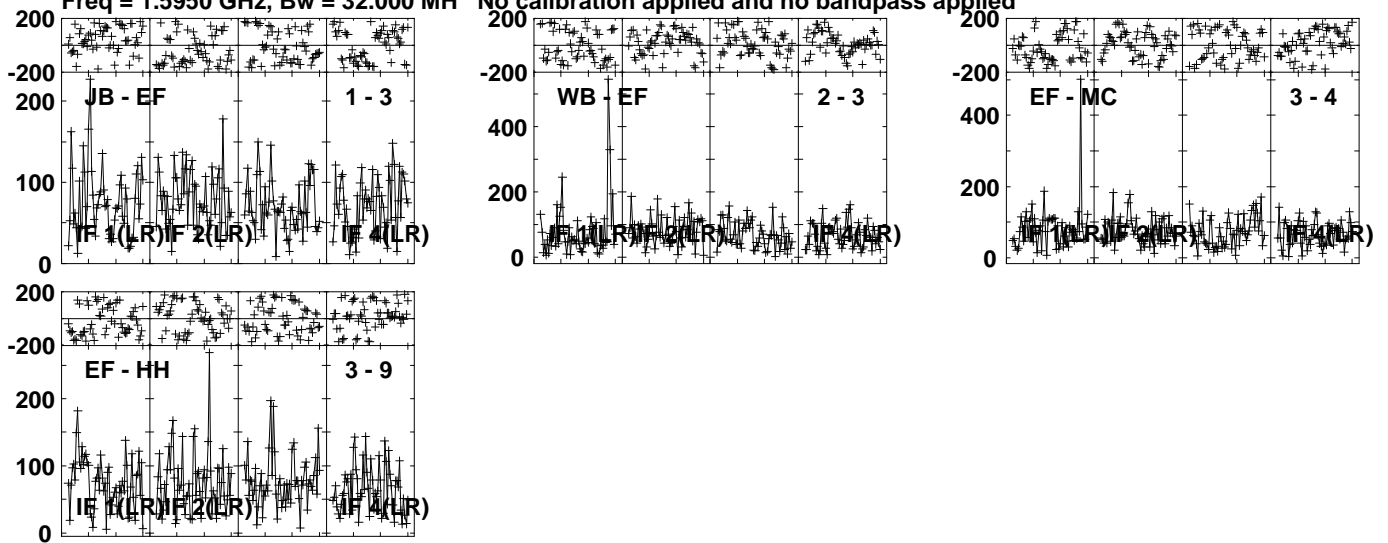 Freq = 1.5950 GHz, Bw = 32.000 MH No calibration applied and no bandpass applied
200
-200
200
100
0
JB - EF
1 - 3
IF 1(LR)
IF 2(LR)
IF 4(LR)
200
-200
400
200
0
WB - EF
2 - 3
IF 1(LR)
IF 2(LR)
IF 4(LR)
200
-200
400
200
0
EF - MC
3 - 4
IF 1(LR)
IF 2(LR)
IF 4(LR)
200
-200
200
100
0
EF - HH
3 - 9
IF 1(LR)
IF 2(LR)
IF 4(LR)